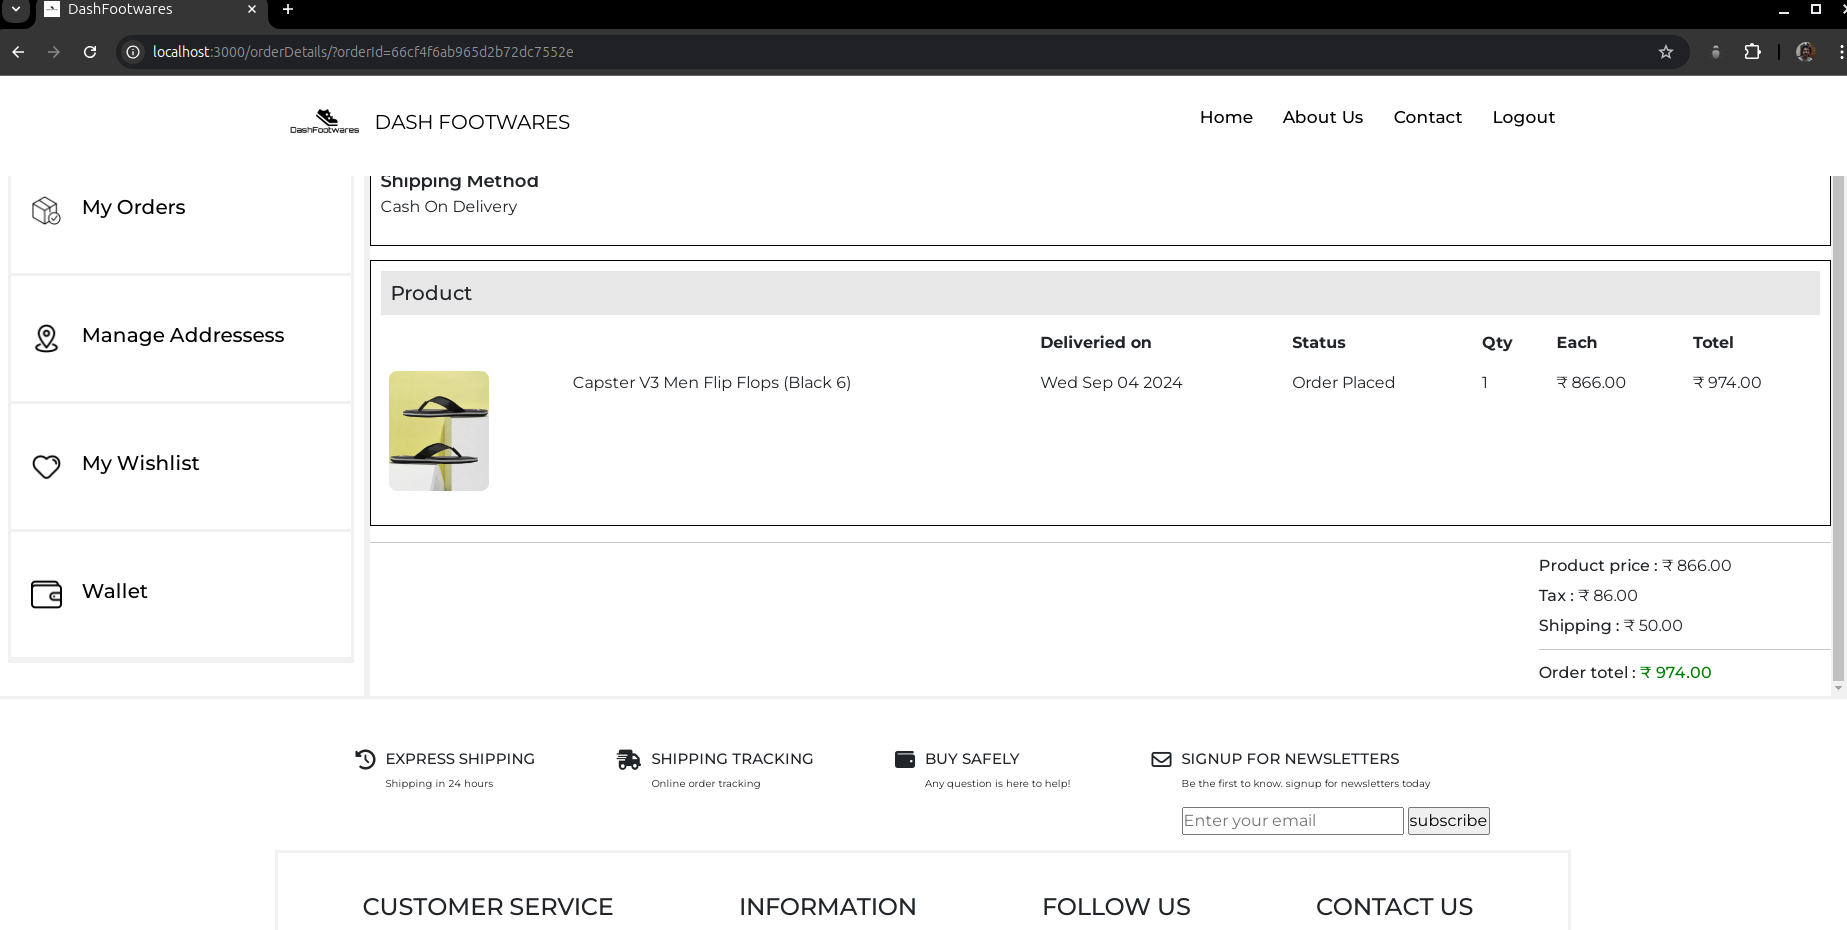 DashFootwares
localhost:3000/orderDetails/?orderId=66cf4f6ab965d2b72dc7552e
DashFootwares
DASH FOOTWARES
Home About Us Contact Logout
My Orders
Manage Addressess
My Wishlist
Wallet
Shipping Method
Cash On Delivery
Product
Deliveried on Status Qty Each Totel
Capster V3 Men Flip Flops (Black 6) Wed Sep 04 2024 Order Placed 1 ₹ 866.00 ₹ 974.00
Product price : ₹ 866.00
Tax : ₹ 86.00
Shipping : ₹ 50.00
Order totel : ₹ 974.00
EXPRESS SHIPPING
Shipping in 24 hours
SHIPPING TRACKING
Online order tracking
BUY SAFELY
Any question is here to help!
SIGNUP FOR NEWSLETTERS
Be the first to know. signup for newsletters today
Enter your email subscribe
CUSTOMER SERVICE INFORMATION FOLLOW US CONTACT US